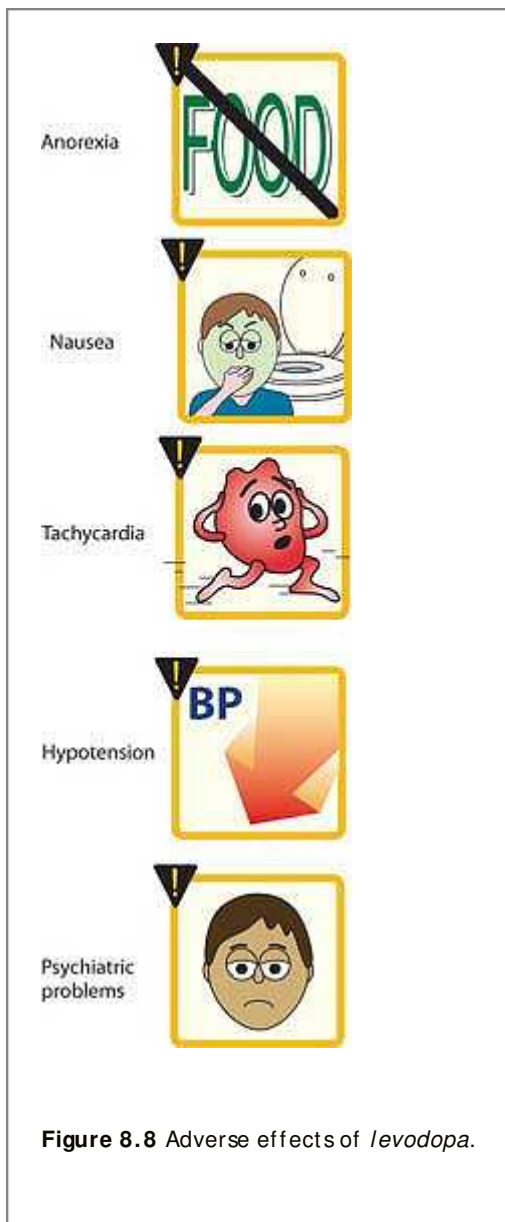 !
Anorexia
FOOD
!
Nausea
!
Tachycardia
!
BP
Hypotension
!
Psychiatric
problems
Figure 8.8 Adverse effects of levodopa.